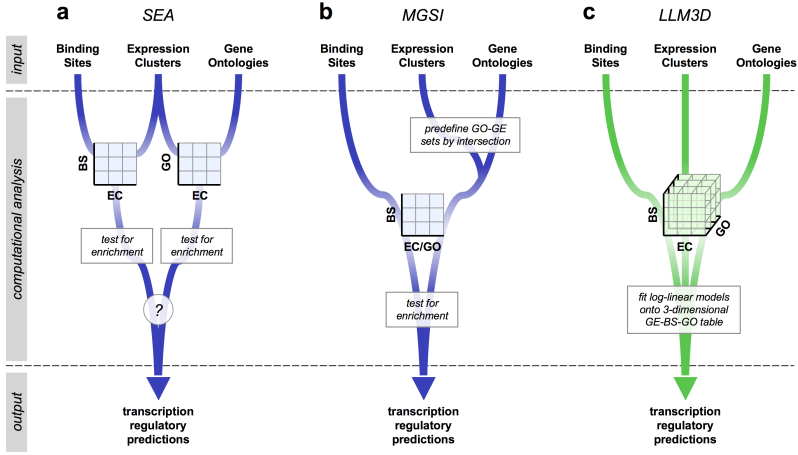 a SEA
b MGSI
c LLM3D
input
Binding
Sites
Expression
Clusters
Gene
Ontologies
Binding
Sites
Expression
Clusters
Gene
Ontologies
Binding
Sites
Expression
Clusters
Gene
Ontologies
computational analysis
BS
EC
GO
EC
test for
enrichment
test for
enrichment
?
predefine GO-GE
sets by intersection
BS
EC/GO
test for
enrichment
BS
EC
GO
fit log-linear models
onto 3-dimensional
GE-BS-GO table
output
transcription
regulatory
predictions
transcription
regulatory
predictions
transcription
regulatory
predictions